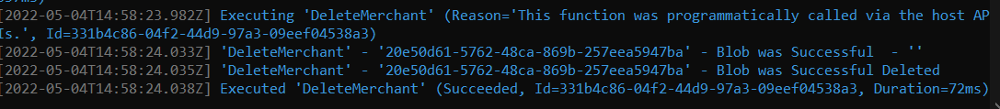 [2022-05-04T14:58:23.982Z] Executing 'DeleteMerchant' (Reason='This function was programmatically called via the host AP
Is.', Id=331b4c86-04f2-44d9-97a3-09eef04538a3)
[2022-05-04T14:58:24.033Z] 'DeleteMerchant' - '20e50d61-5762-48ca-869b-257eea5947ba' - Blob was Successful  - ''
[2022-05-04T14:58:24.035Z] 'DeleteMerchant' - '20e50d61-5762-48ca-869b-257eea5947ba' - Blob was Successful Deleted
[2022-05-04T14:58:24.038Z] Executed 'DeleteMerchant' (Succeeded, Id=331b4c86-04f2-44d9-97a3-09eef04538a3, Duration=72ms)